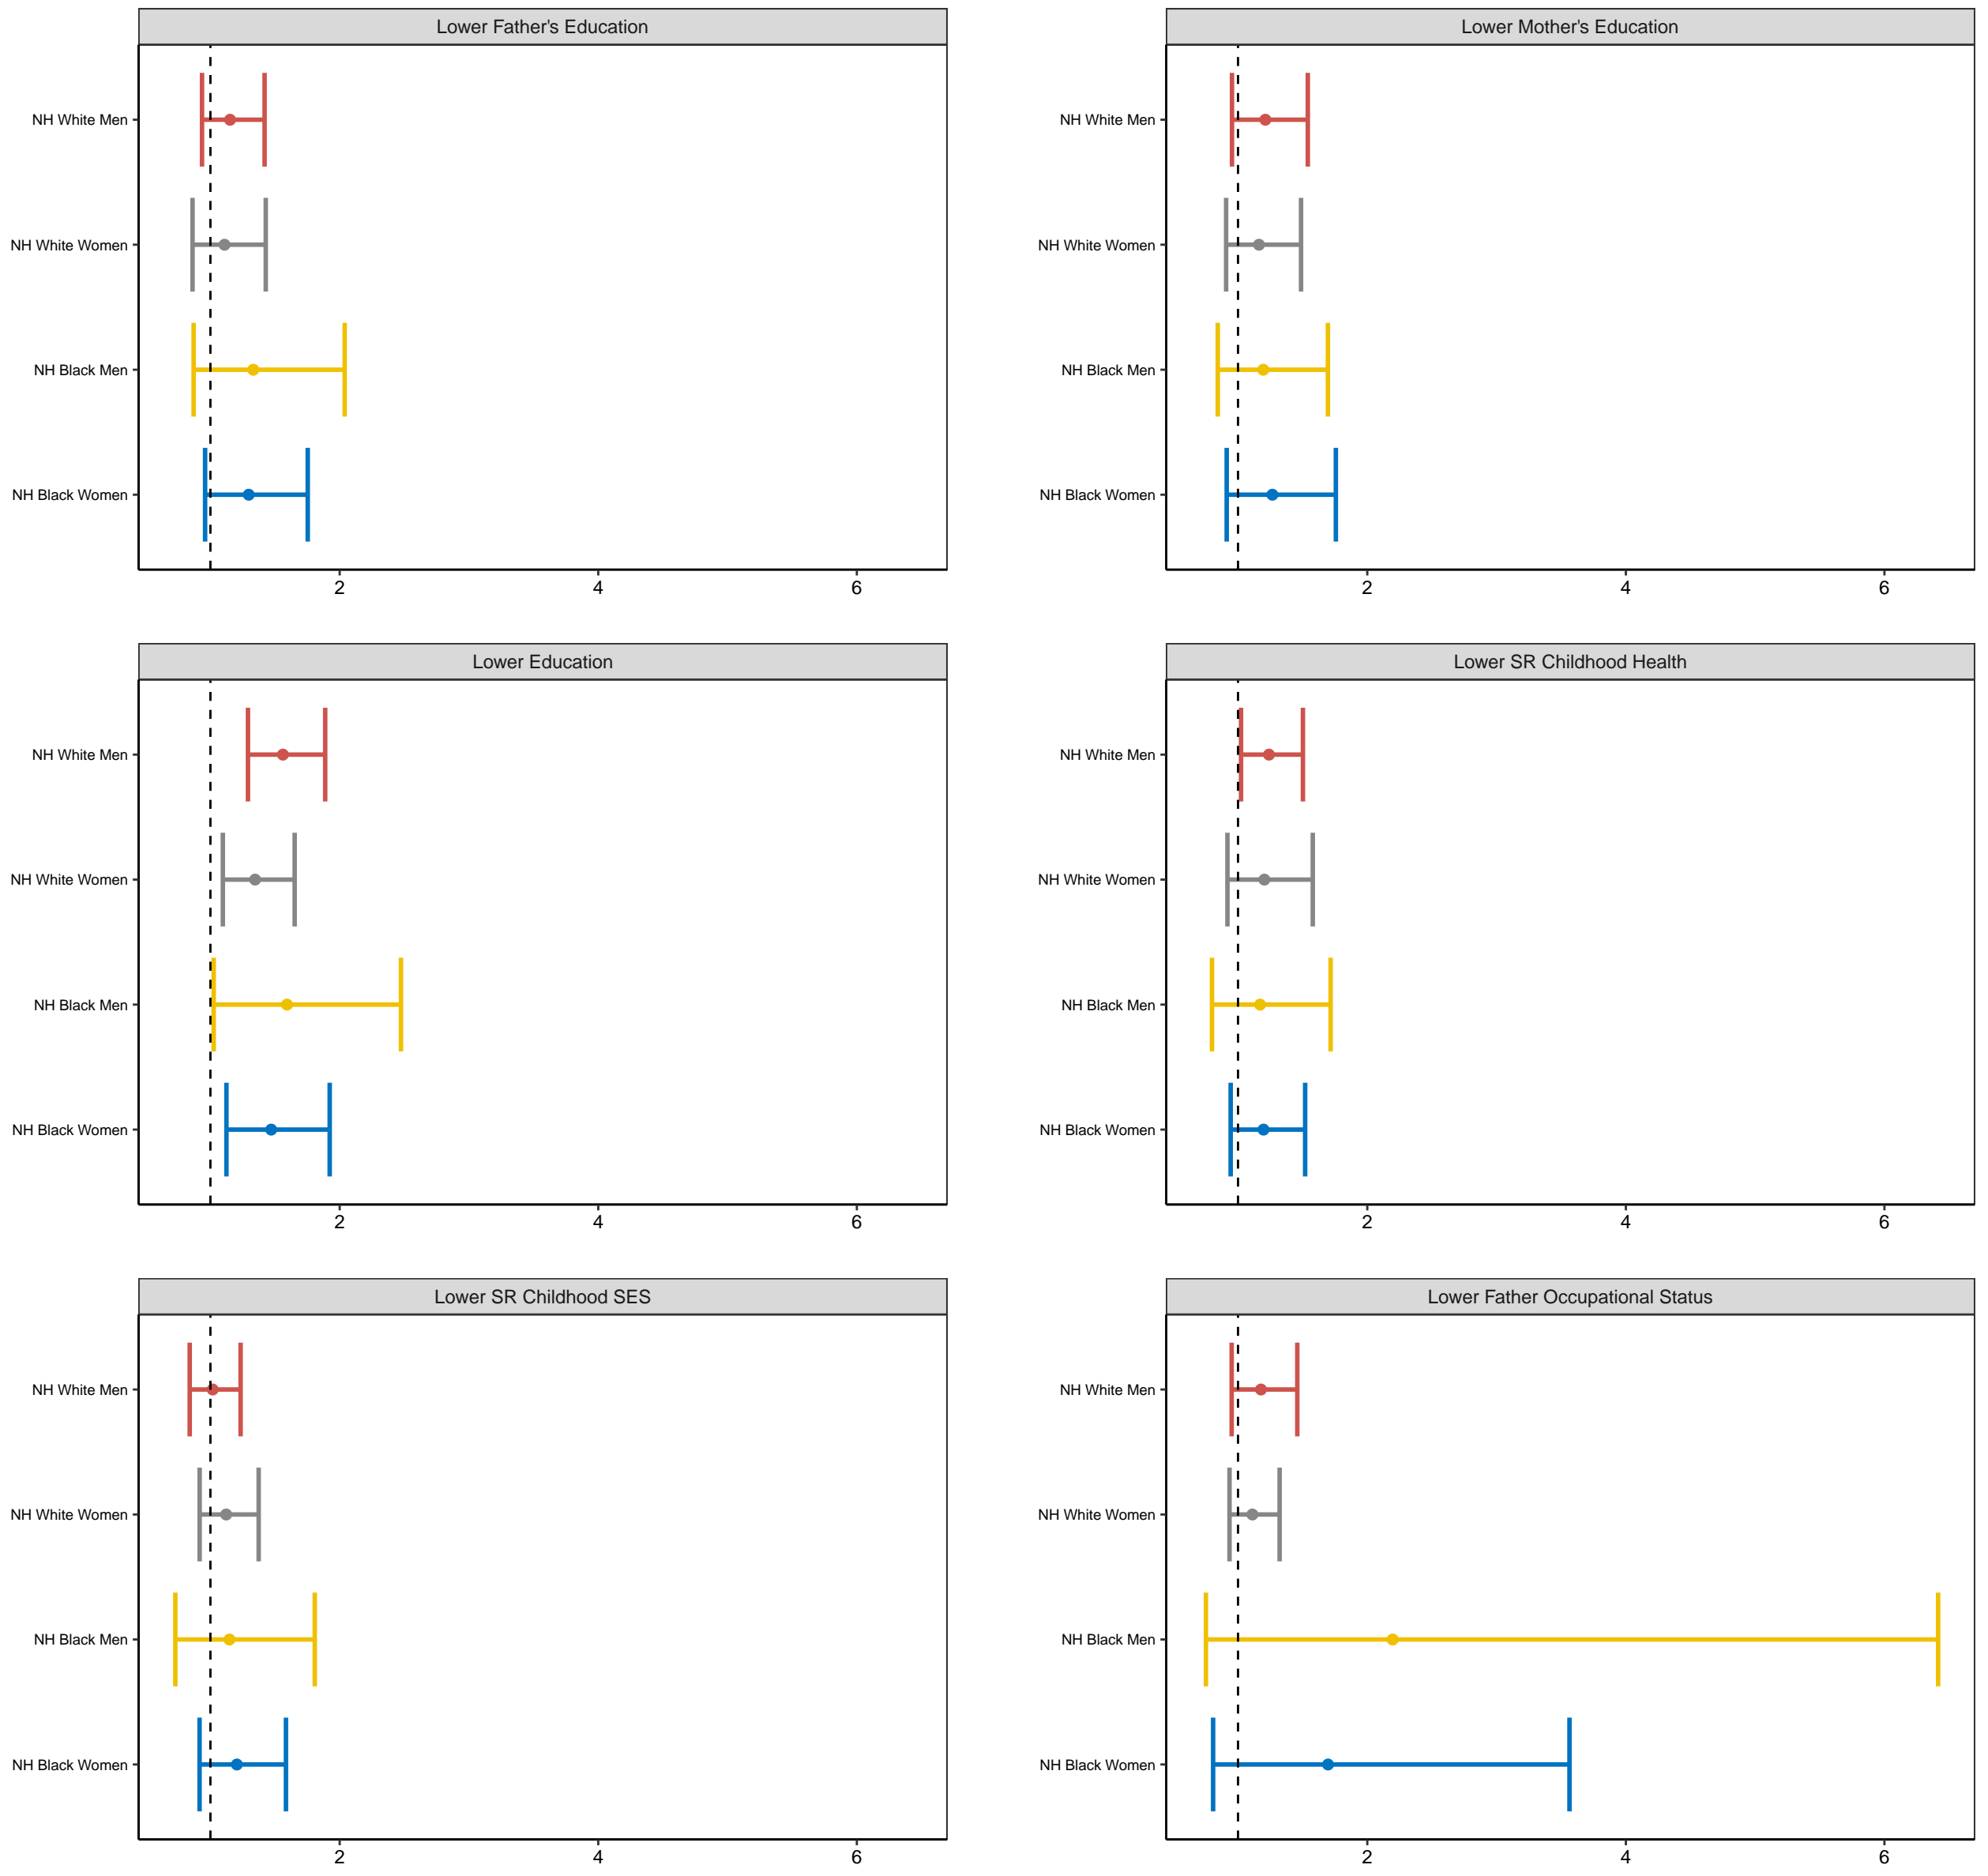 Lower Father's Education
NH White Men
NH White Women
NH Black Men
NH Black Women
2 4 6
Lower Mother's Education
NH White Men
NH White Women
NH Black Men
NH Black Women
2 4 6
Lower Education
NH White Men
NH White Women
NH Black Men
NH Black Women
2 4 6
Lower SR Childhood Health
NH White Men
NH White Women
NH Black Men
NH Black Women
2 4 6
Lower SR Childhood SES
NH White Men
NH White Women
NH Black Men
NH Black Women
2 4 6
Lower Father Occupational Status
NH White Men
NH White Women
NH Black Men
NH Black Women
2 4 6